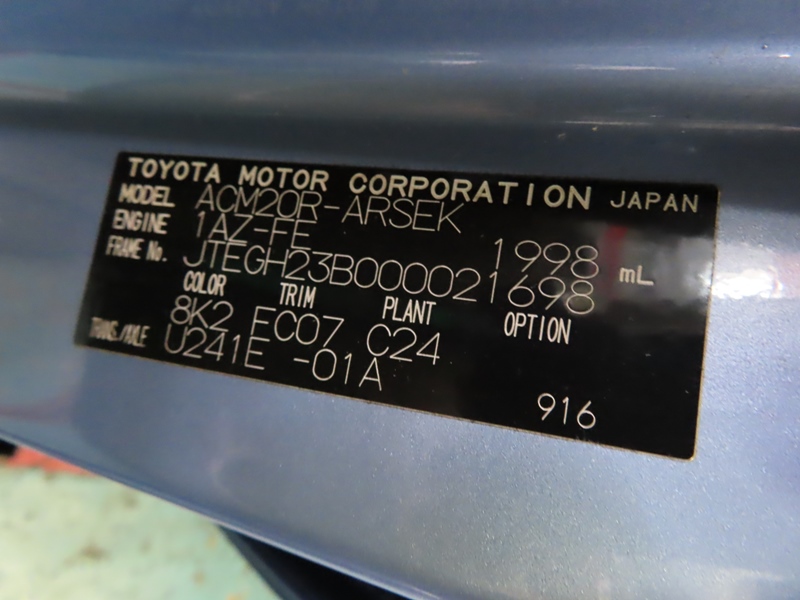 TOYOTA MOTOR CORPORATION JAPAN
MODEL ACM20R-ARSEK
ENGINE 1AZ-FE 1998 mL
FRAME No. JTEGH23B000021698
COLOR TRIM PLANT OPTION
8K2 FC07 C24
TRANS./AXLE U241E -01A
916